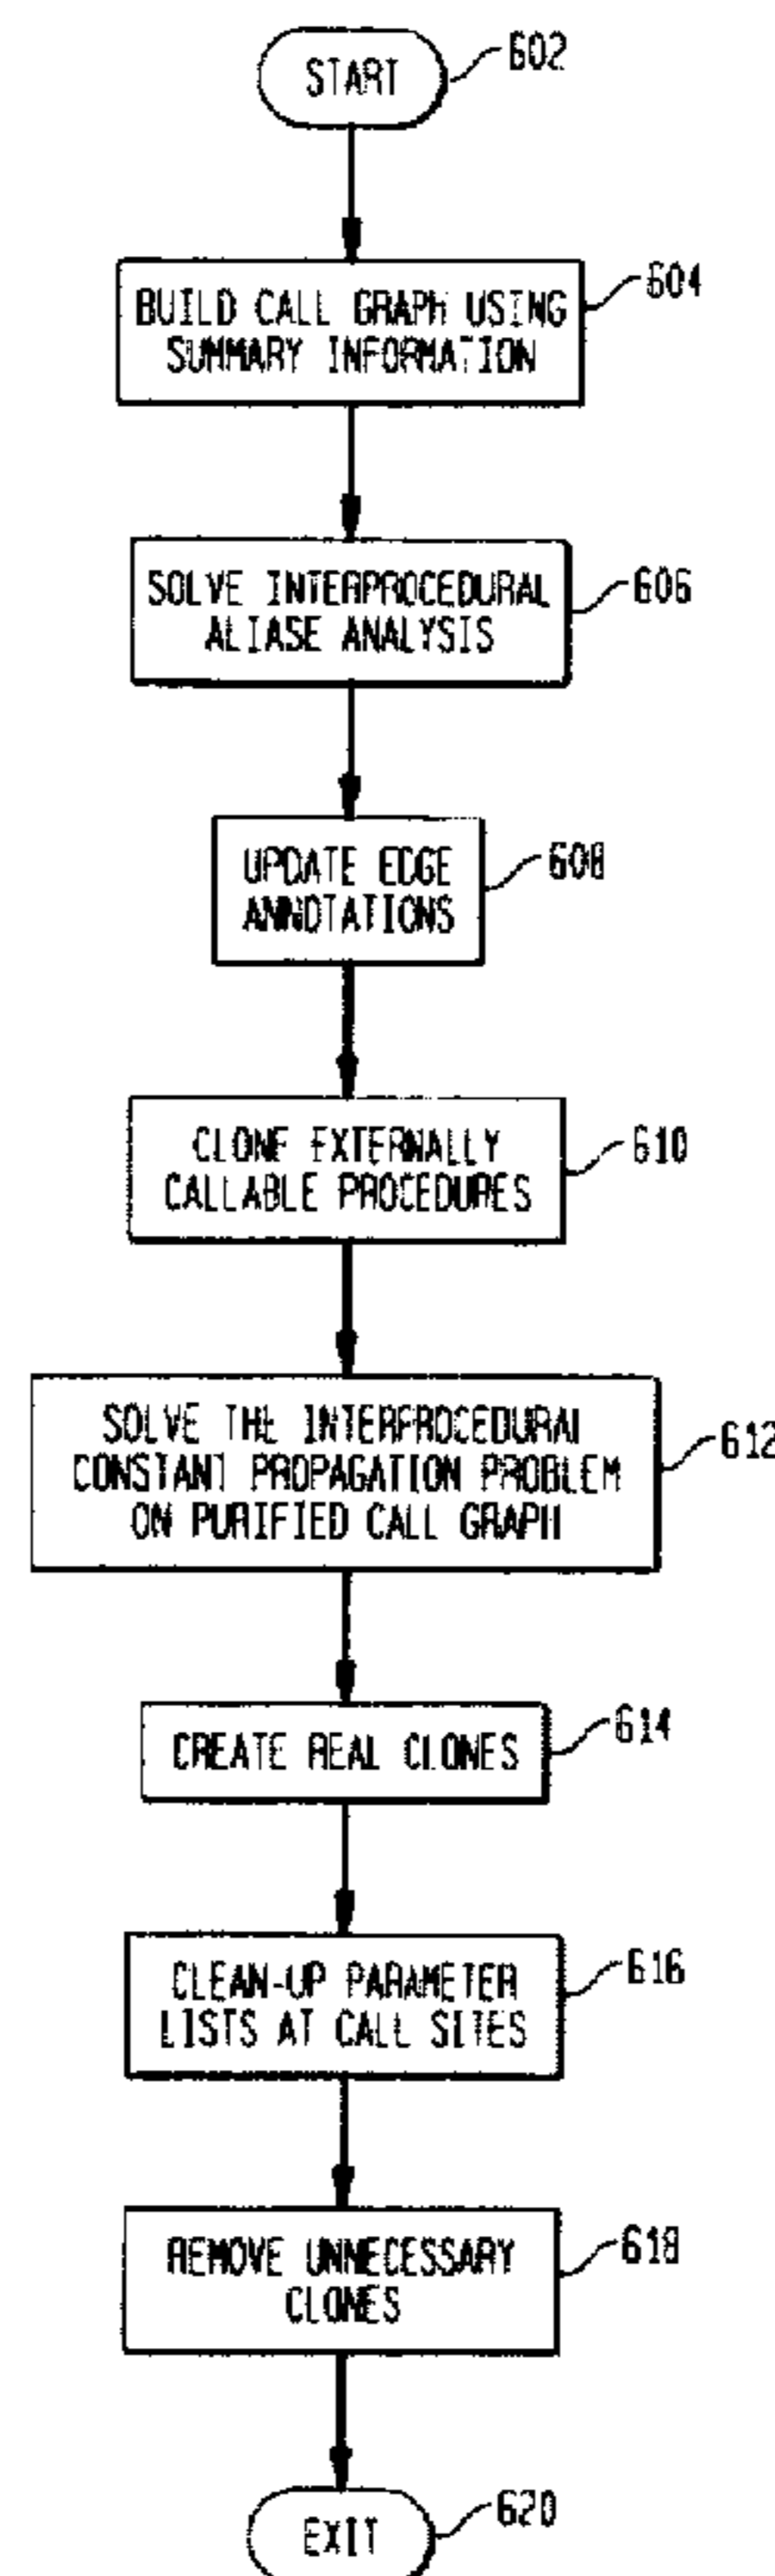 START
602
BUILD CALL GRAPH USING
SUMMARY INFORMATION
604
SOLVE INTERPROCEDURAL
ALIASE ANALYSIS
606
UPDATE EDGE
ANNOTATIONS
608
CLONE EXTERNALLY
CALLABLE PROCEDURES
610
SOLVE THE INTERPROCEDURAL
CONSTANT PROPAGATION PROBLEM
ON PURIFIED CALL GRAPH
612
CREATE REAL CLONES
614
CLEAN-UP PARAMETER
LISTS AT CALL SITES
616
REMOVE UNNECESSARY
CLONES
618
EXIT
620